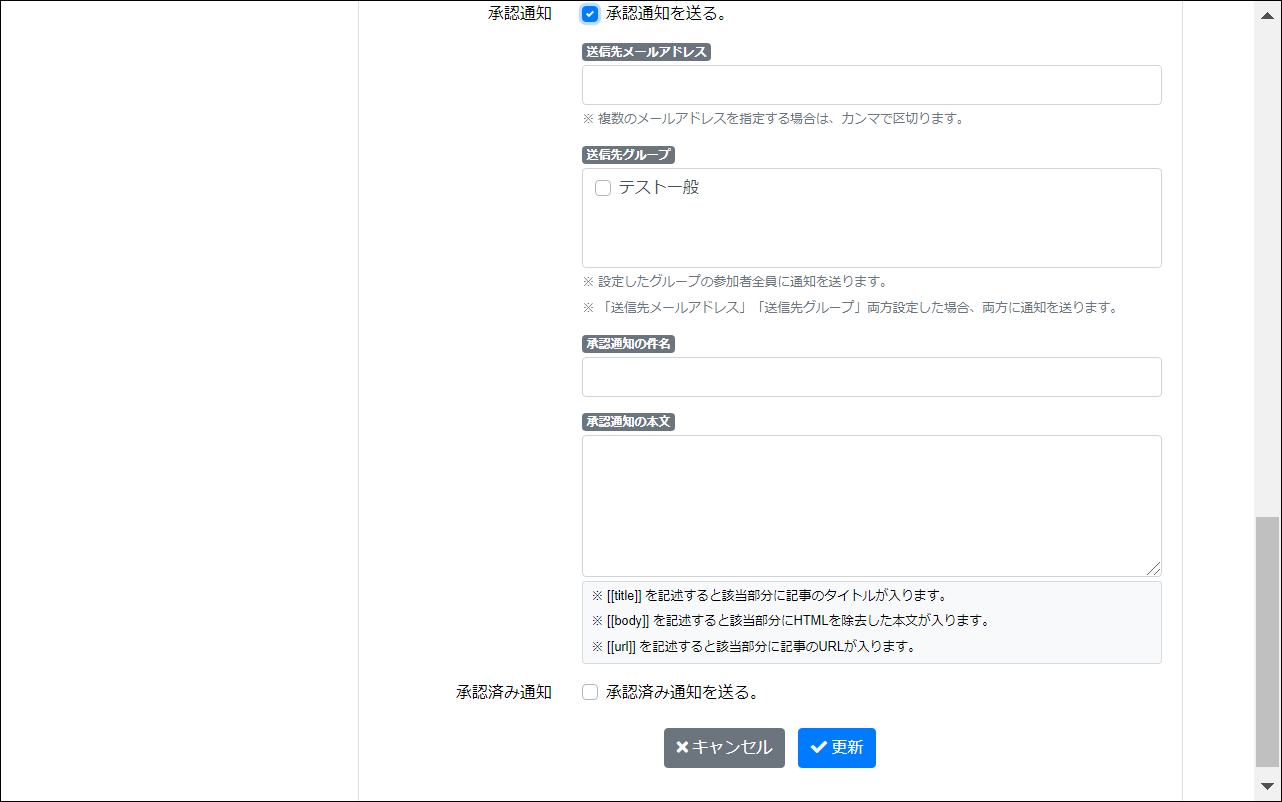 承認通知 承認通知を送る。
送信先メールアドレス
※ 複数のメールアドレスを指定する場合は、カンマで区切ります。
送信先グループ
テスト一般
※ 設定したグループの参加者全員に通知を送ります。
※ 「送信先メールアドレス」「送信先グループ」両方設定した場合、両方に通知を送ります。
承認通知の件名
承認通知の本文
※ [[title]] を記述すると該当部分に記事のタイトルが入ります。
※ [[body]] を記述すると該当部分にHTMLを除去した本文が入ります。
※ [[url]] を記述すると該当部分に記事のURLが入ります。
承認済み通知 承認済み通知を送る。
キャンセル 更新